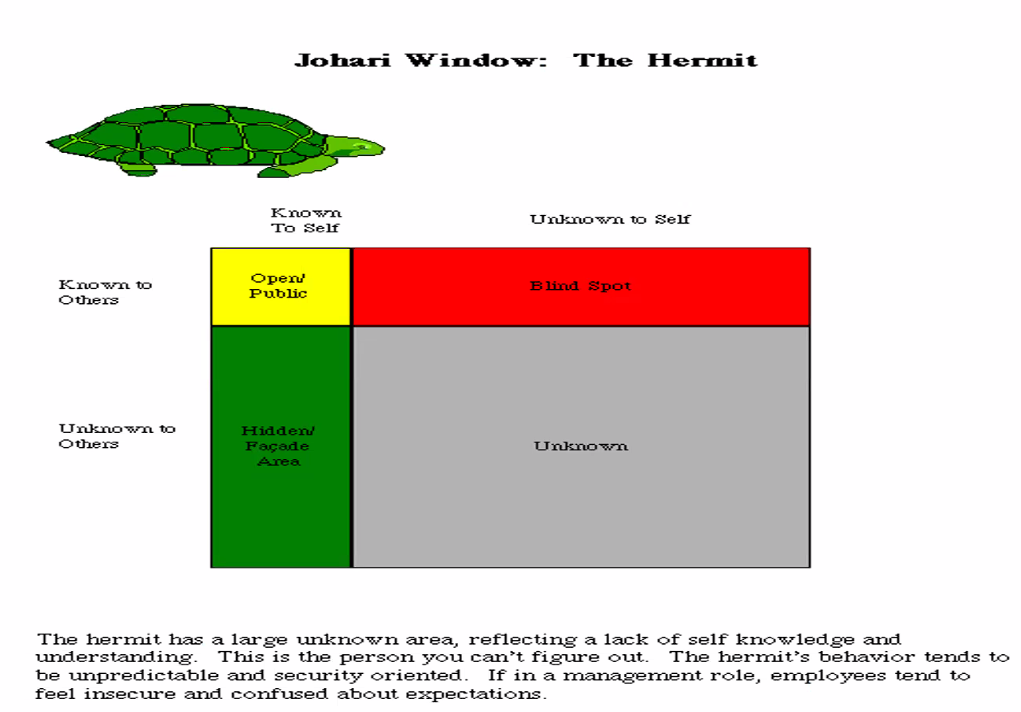 Johari Window:  The Hermit
Known
To Self
Unknown to Self
Known to
Others
Open/
Public
Blind Spot
Unknown to
Others
Hidden/
Façade
Area
Unknown
The hermit has a large unknown area, reflecting a lack of self knowledge and
understanding.  This is the person you can't figure out.  The hermit's behavior tends to
be unpredictable and security oriented.  If in a management role, employees tend to
feel insecure and confused about expectations.